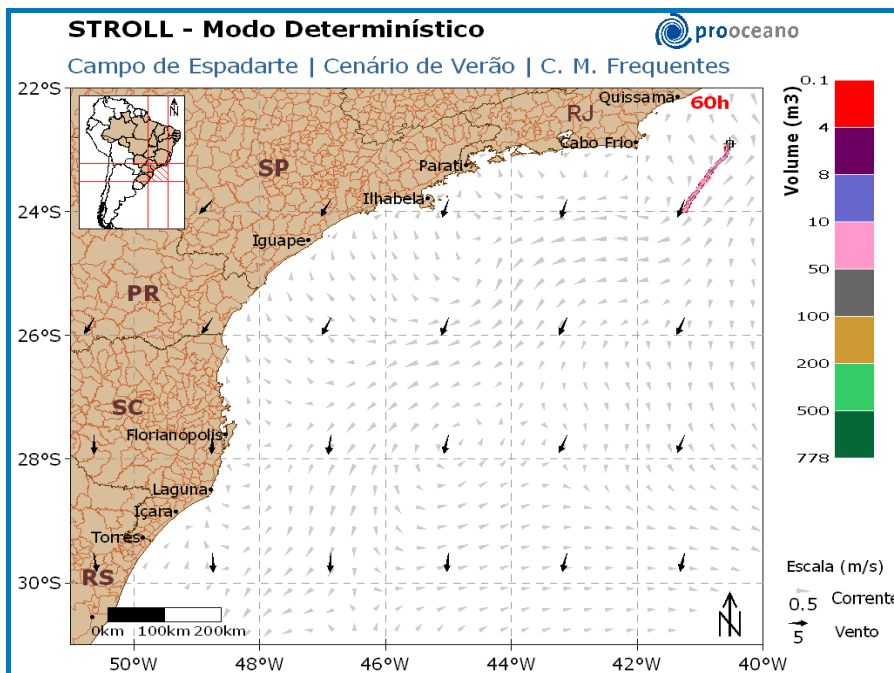 STROLL - Modo Determinístico
prooceano
Campo de Espadarte | Cenário de Verão | C. M. Frequentes
22°S
24°S
26°S
28°S
30°S
N
Quissamã
60h
RJ
Cabo Frio
SP
Parati
Ilhabela
Iguape
PR
SC
Florianópolis
Laguna
Içara
Torres
RS
0km 100km 200km
N
50°W 48°W 46°W 44°W 42°W 40°W
Volume (m3)
0.1
4
8
10
50
100
200
500
778
Escala (m/s)
0.5 Corrente
5 Vento